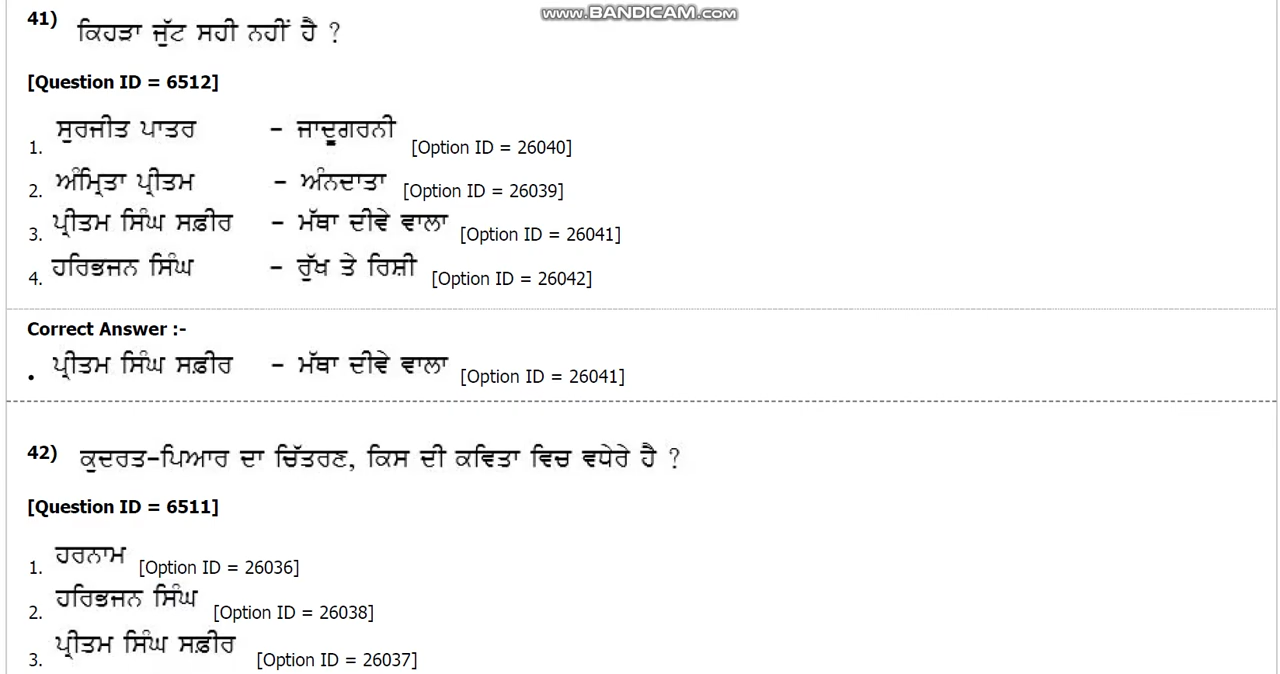 www.BANDICAM.com
41) ਕਿਹੜਾ ਜੁੱਟ ਸਹੀ ਨਹੀਂ ਹੈ ?
[Question ID = 6512]
1. ਸੁਰਜੀਤ ਪਾਤਰ - ਜਾਦੂਗਰਨੀ [Option ID = 26040]
2. ਅੰਮ੍ਰਿਤਾ ਪ੍ਰੀਤਮ - ਅੰਨਦਾਤਾ [Option ID = 26039]
3. ਪ੍ਰੀਤਮ ਸਿੰਘ ਸਫ਼ੀਰ - ਮੱਥਾ ਦੀਵੇ ਵਾਲਾ [Option ID = 26041]
4. ਹਰਿਭਜਨ ਸਿੰਘ - ਰੁੱਖ ਤੇ ਰਿਸ਼ੀ [Option ID = 26042]
Correct Answer :-
• ਪ੍ਰੀਤਮ ਸਿੰਘ ਸਫ਼ੀਰ - ਮੱਥਾ ਦੀਵੇ ਵਾਲਾ [Option ID = 26041]
42) ਕੁਦਰਤ-ਪਿਆਰ ਦਾ ਚਿੱਤਰਣ, ਕਿਸ ਦੀ ਕਵਿਤਾ ਵਿਚ ਵਧੇਰੇ ਹੈ ?
[Question ID = 6511]
1. ਹਰਨਾਮ [Option ID = 26036]
2. ਹਰਿਭਜਨ ਸਿੰਘ [Option ID = 26038]
3. ਪ੍ਰੀਤਮ ਸਿੰਘ ਸਫ਼ੀਰ [Option ID = 26037]